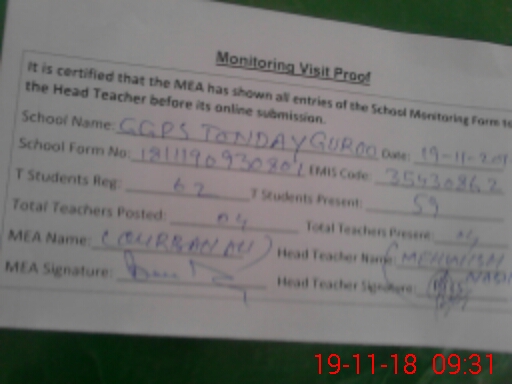 Monitoring Visit Proof
It is certified that the MEA has shown all entries of the School Monitoring Form to
the Head Teacher before its online submission.
School Name: GGPS TONDAY Date: 19-11-201
School Form No: EMIS Code: 35430862
T Students Reg: 62 T Students Present: 59
Total Teachers Posted: 04 Total Teachers Present: 04
MEA Name: (QURBAN ALI) Head Teacher Name: (MEHWISH
MEA Signature: Head Teacher Signature:
19-11-18 09:31